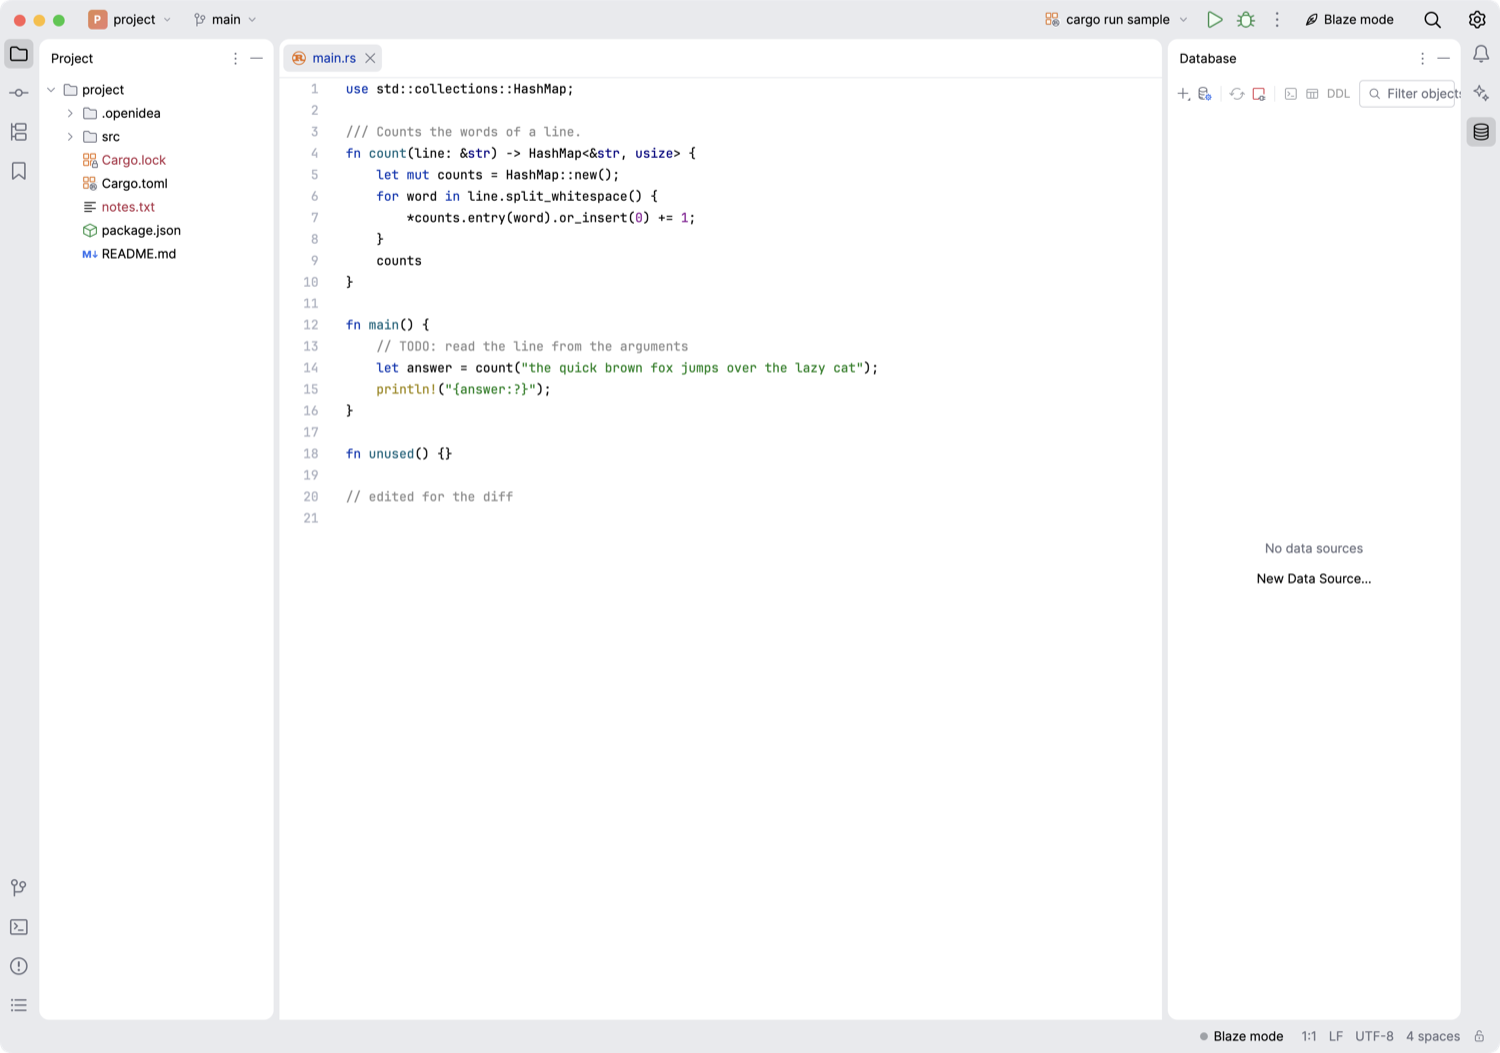 P project main cargo run sample Blaze mode
Project
project
.openidea
src
Cargo.lock
Cargo.toml
notes.txt
package.json
M↓ README.md
main.rs
1 use std::collections::HashMap;
2
3 /// Counts the words of a line.
4 fn count(line: &str) -> HashMap<&str, usize> {
5 let mut counts = HashMap::new();
6 for word in line.split_whitespace() {
7 *counts.entry(word).or_insert(0) += 1;
8 }
9 counts
10 }
11
12 fn main() {
13 // TODO: read the line from the arguments
14 let answer = count("the quick brown fox jumps over the lazy cat");
15 println!("{answer:?}");
16 }
17
18 fn unused() {}
19
20 // edited for the diff
21
Database
DDL Filter objects
No data sources
New Data Source...
Blaze mode 1:1 LF UTF-8 4 spaces